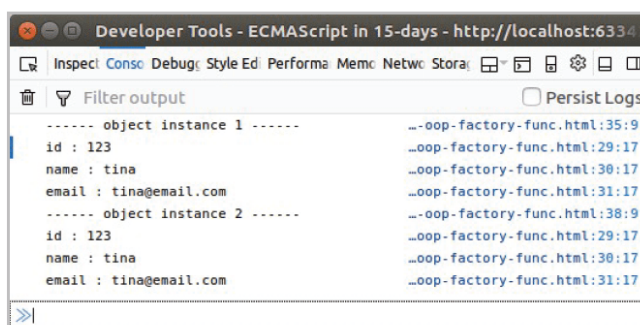 Developer Tools - ECMAScript in 15-days - http://localhost:6334
Inspect Conso Debug Style Edi Performa Memo Netwo Storag
Filter output Persist Logs
------ object instance 1 ------ …-oop-factory-func.html:35:9
id : 123 …oop-factory-func.html:29:17
name : tina …oop-factory-func.html:30:17
email : tina@email.com …oop-factory-func.html:31:17
------ object instance 2 ------ …-oop-factory-func.html:38:9
id : 123 …oop-factory-func.html:29:17
name : tina …oop-factory-func.html:30:17
email : tina@email.com …oop-factory-func.html:31:17